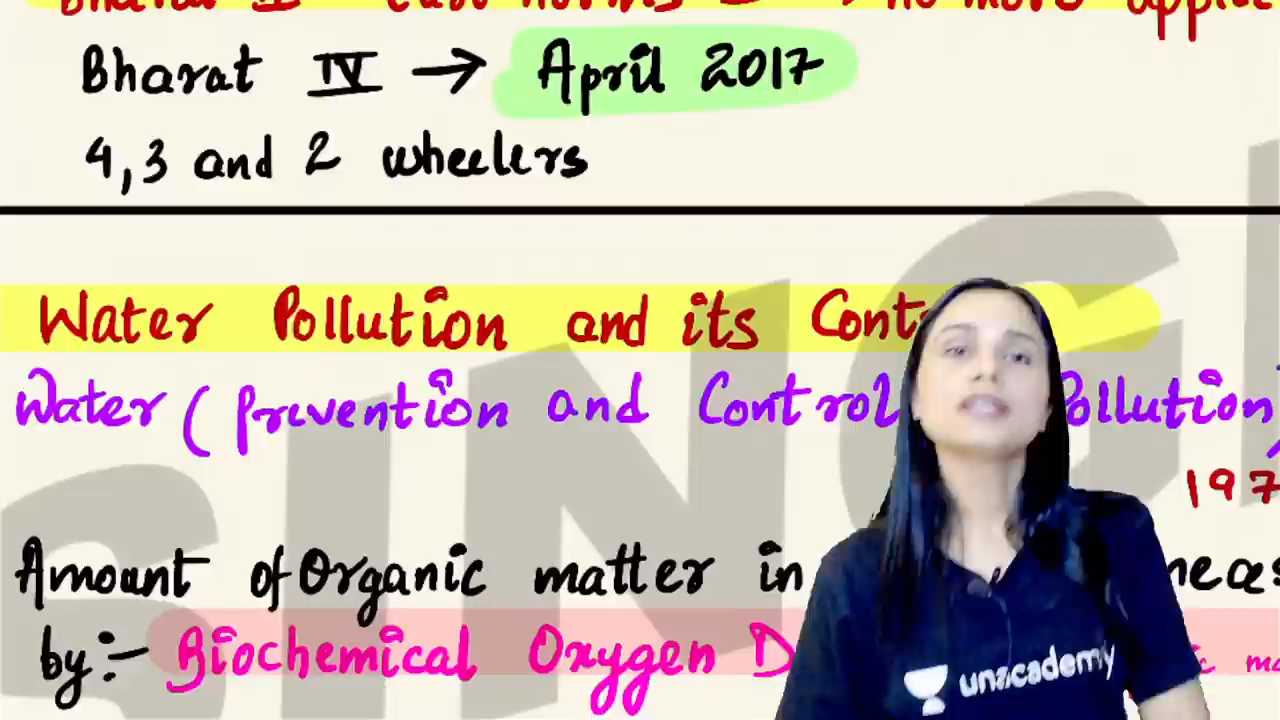 Bharat IV → April 2017
4,3 and 2 wheelers
Water Pollution and its Cont
Water (Prevention and Control Pollution)
197
Amount of Organic matter in meas
by:- Biochemical Oxygen D
unacademy